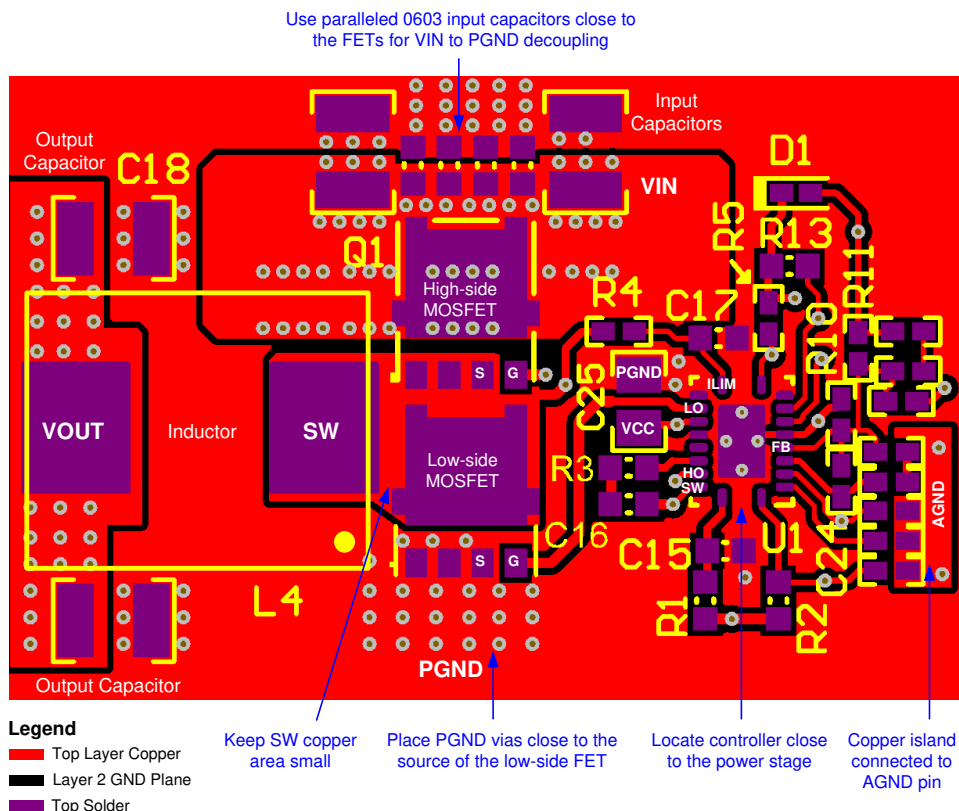 Use paralleled 0603 input capacitors close to
the FETs for VIN to PGND decoupling
Output
Capacitor
C18
Input
Capacitors
VIN
D1
Q1
High-side
MOSFET
R5
R13
R11
R4
C17
R10
S
G
C25
PGND
ILIM
LO
VCC
FB
HO
SW
VOUT
Inductor
SW
Low-side
MOSFET
R3
C16
S
G
C15
U1
C24
AGND
L4
R1
R2
PGND
Output Capacitor
Legend
Top Layer Copper
Layer 2 GND Plane
Top Solder
Keep SW copper
area small
Place PGND vias close to the
source of the low-side FET
Locate controller close
to the power stage
Copper island
connected to
AGND pin